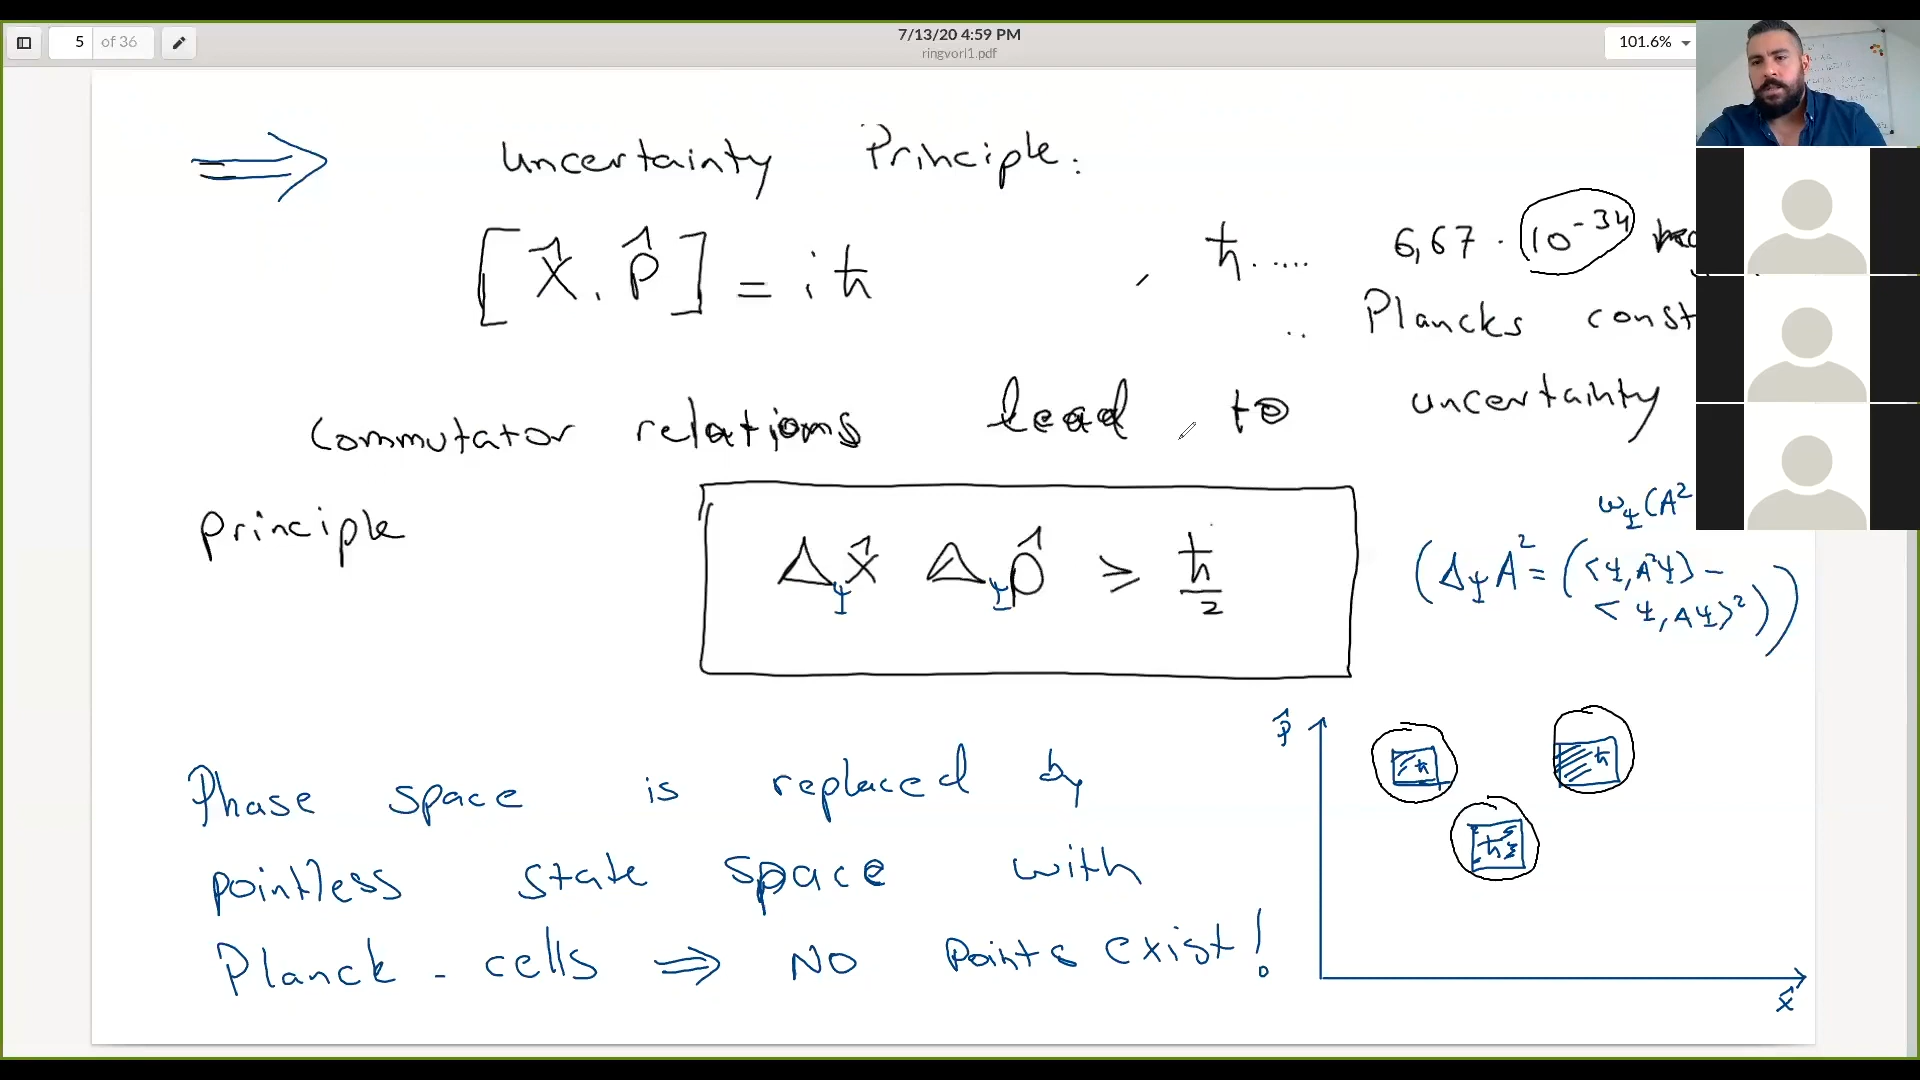 5 of 36
7/13/20 4:59 PM
ringvorl1.pdf
101.6%
Uncertainty Principle:
[x̂, p̂] = iħ , ħ ..... 6,67 · 10⁻³⁴
.. Plancks const
Commutator relations lead to uncertainty
principle
Δ_Ψ x̂ Δ_Ψ p̂ ≥ ħ/2
ω_Ψ(A²
(Δ_Ψ A² = (<Ψ, A²Ψ> -
<Ψ, AΨ>²))
Phase space is replaced by
pointless state space with
Planck - cells ⇒ No Points exist!
p̂
ħ
ħ
ħ
x̂